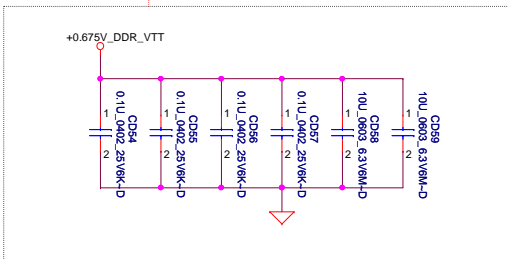 +0.675V_DDR_VTT
1
2
CD54
0.1U_0402_25V6K~D
1
2
CD55
0.1U_0402_25V6K~D
1
2
CD56
0.1U_0402_25V6K~D
1
2
CD57
0.1U_0402_25V6K~D
1
2
CD58
10U_0603_6.3V6M~D
1
2
CD59
10U_0603_6.3V6M~D